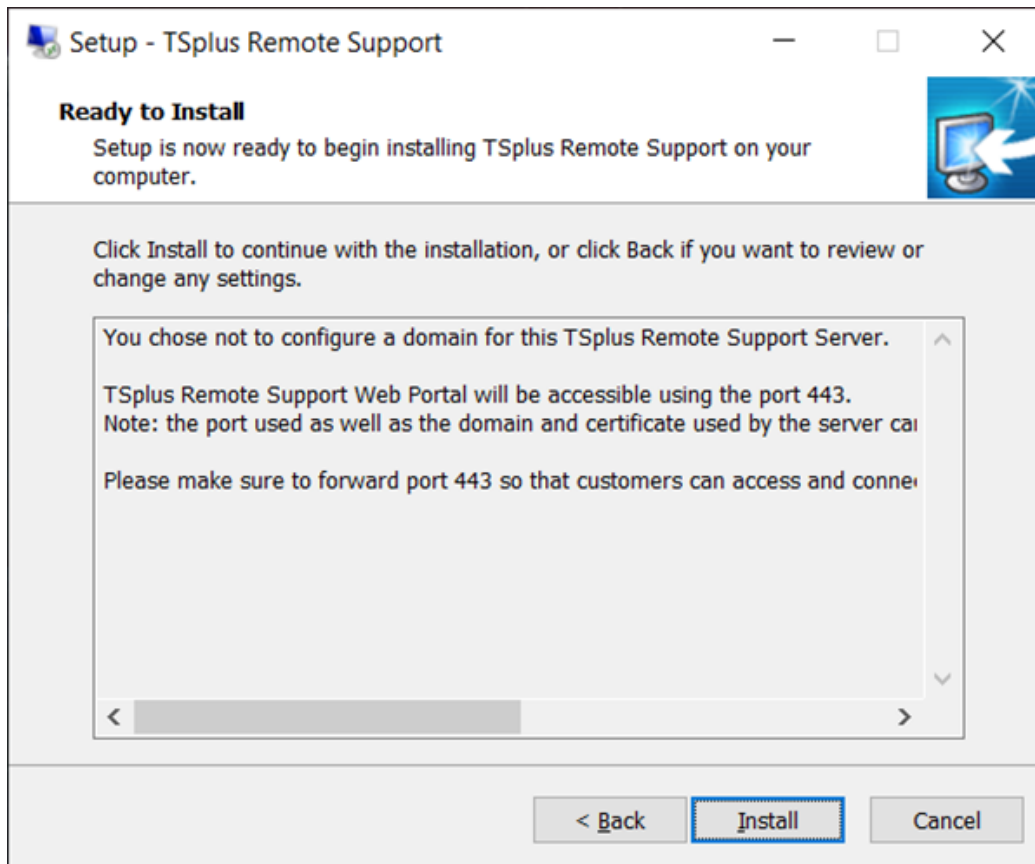 Setup - TSplus Remote Support
Ready to Install
Setup is now ready to begin installing TSplus Remote Support on your
computer.
Click Install to continue with the installation, or click Back if you want to review or
change any settings.
You chose not to configure a domain for this TSplus Remote Support Server.
TSplus Remote Support Web Portal will be accessible using the port 443.
Note: the port used as well as the domain and certificate used by the server
Please make sure to forward port 443 so that customers can access and
< Back
Install
Cancel